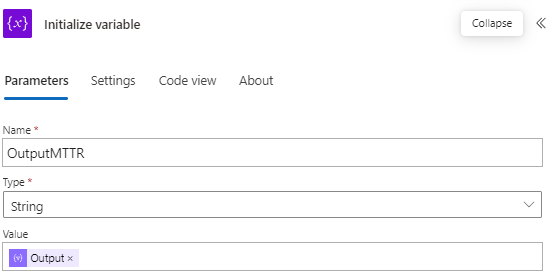 {x} Initialize variable Collapse «
Parameters Settings Code view About
Name *
OutputMTTR
Type *
String
Value
{v} Output ×